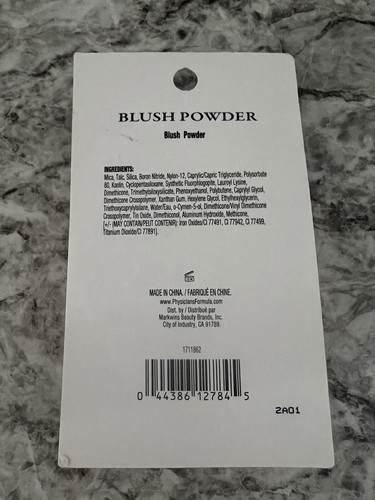 BLUSH POWDER
Blush Powder
INGREDIENTS:
Mica, Talc, Silica, Boron Nitride, Nylon-12, Caprylic/Capric Triglyceride, Polysorbate
80, Kaolin, Cyclopentasiloxane, Synthetic Fluorphlogopite, Lauroyl Lysine,
Dimethicone, Trimethylsiloxysilicate, Phenoxyethanol, Polybutene, Caprylyl Glycol,
Dimethicone Crosspolymer, Xanthan Gum, Hexylene Glycol, Ethylhexylglycerin,
Triethoxycaprylylsilane, Water/Eau, o-Cymen-5-ol, Dimethicone/Vinyl Dimethicone
Crosspolymer, Tin Oxide, Dimethiconol, Aluminum Hydroxide, Methicone,
[+/- (MAY CONTAIN/PEUT CONTENIR): Iron Oxides/CI 77491, CI 77942, CI 77499,
Titanium Dioxide/CI 77891].
MADE IN CHINA. / FABRIQUÉ EN CHINE.
www.PhysiciansFormula.com
Dist. by / Distribué par
Markwins Beauty Brands, Inc.
City of Industry, CA 91789.
1711862
0 44386 12784 5
2A01